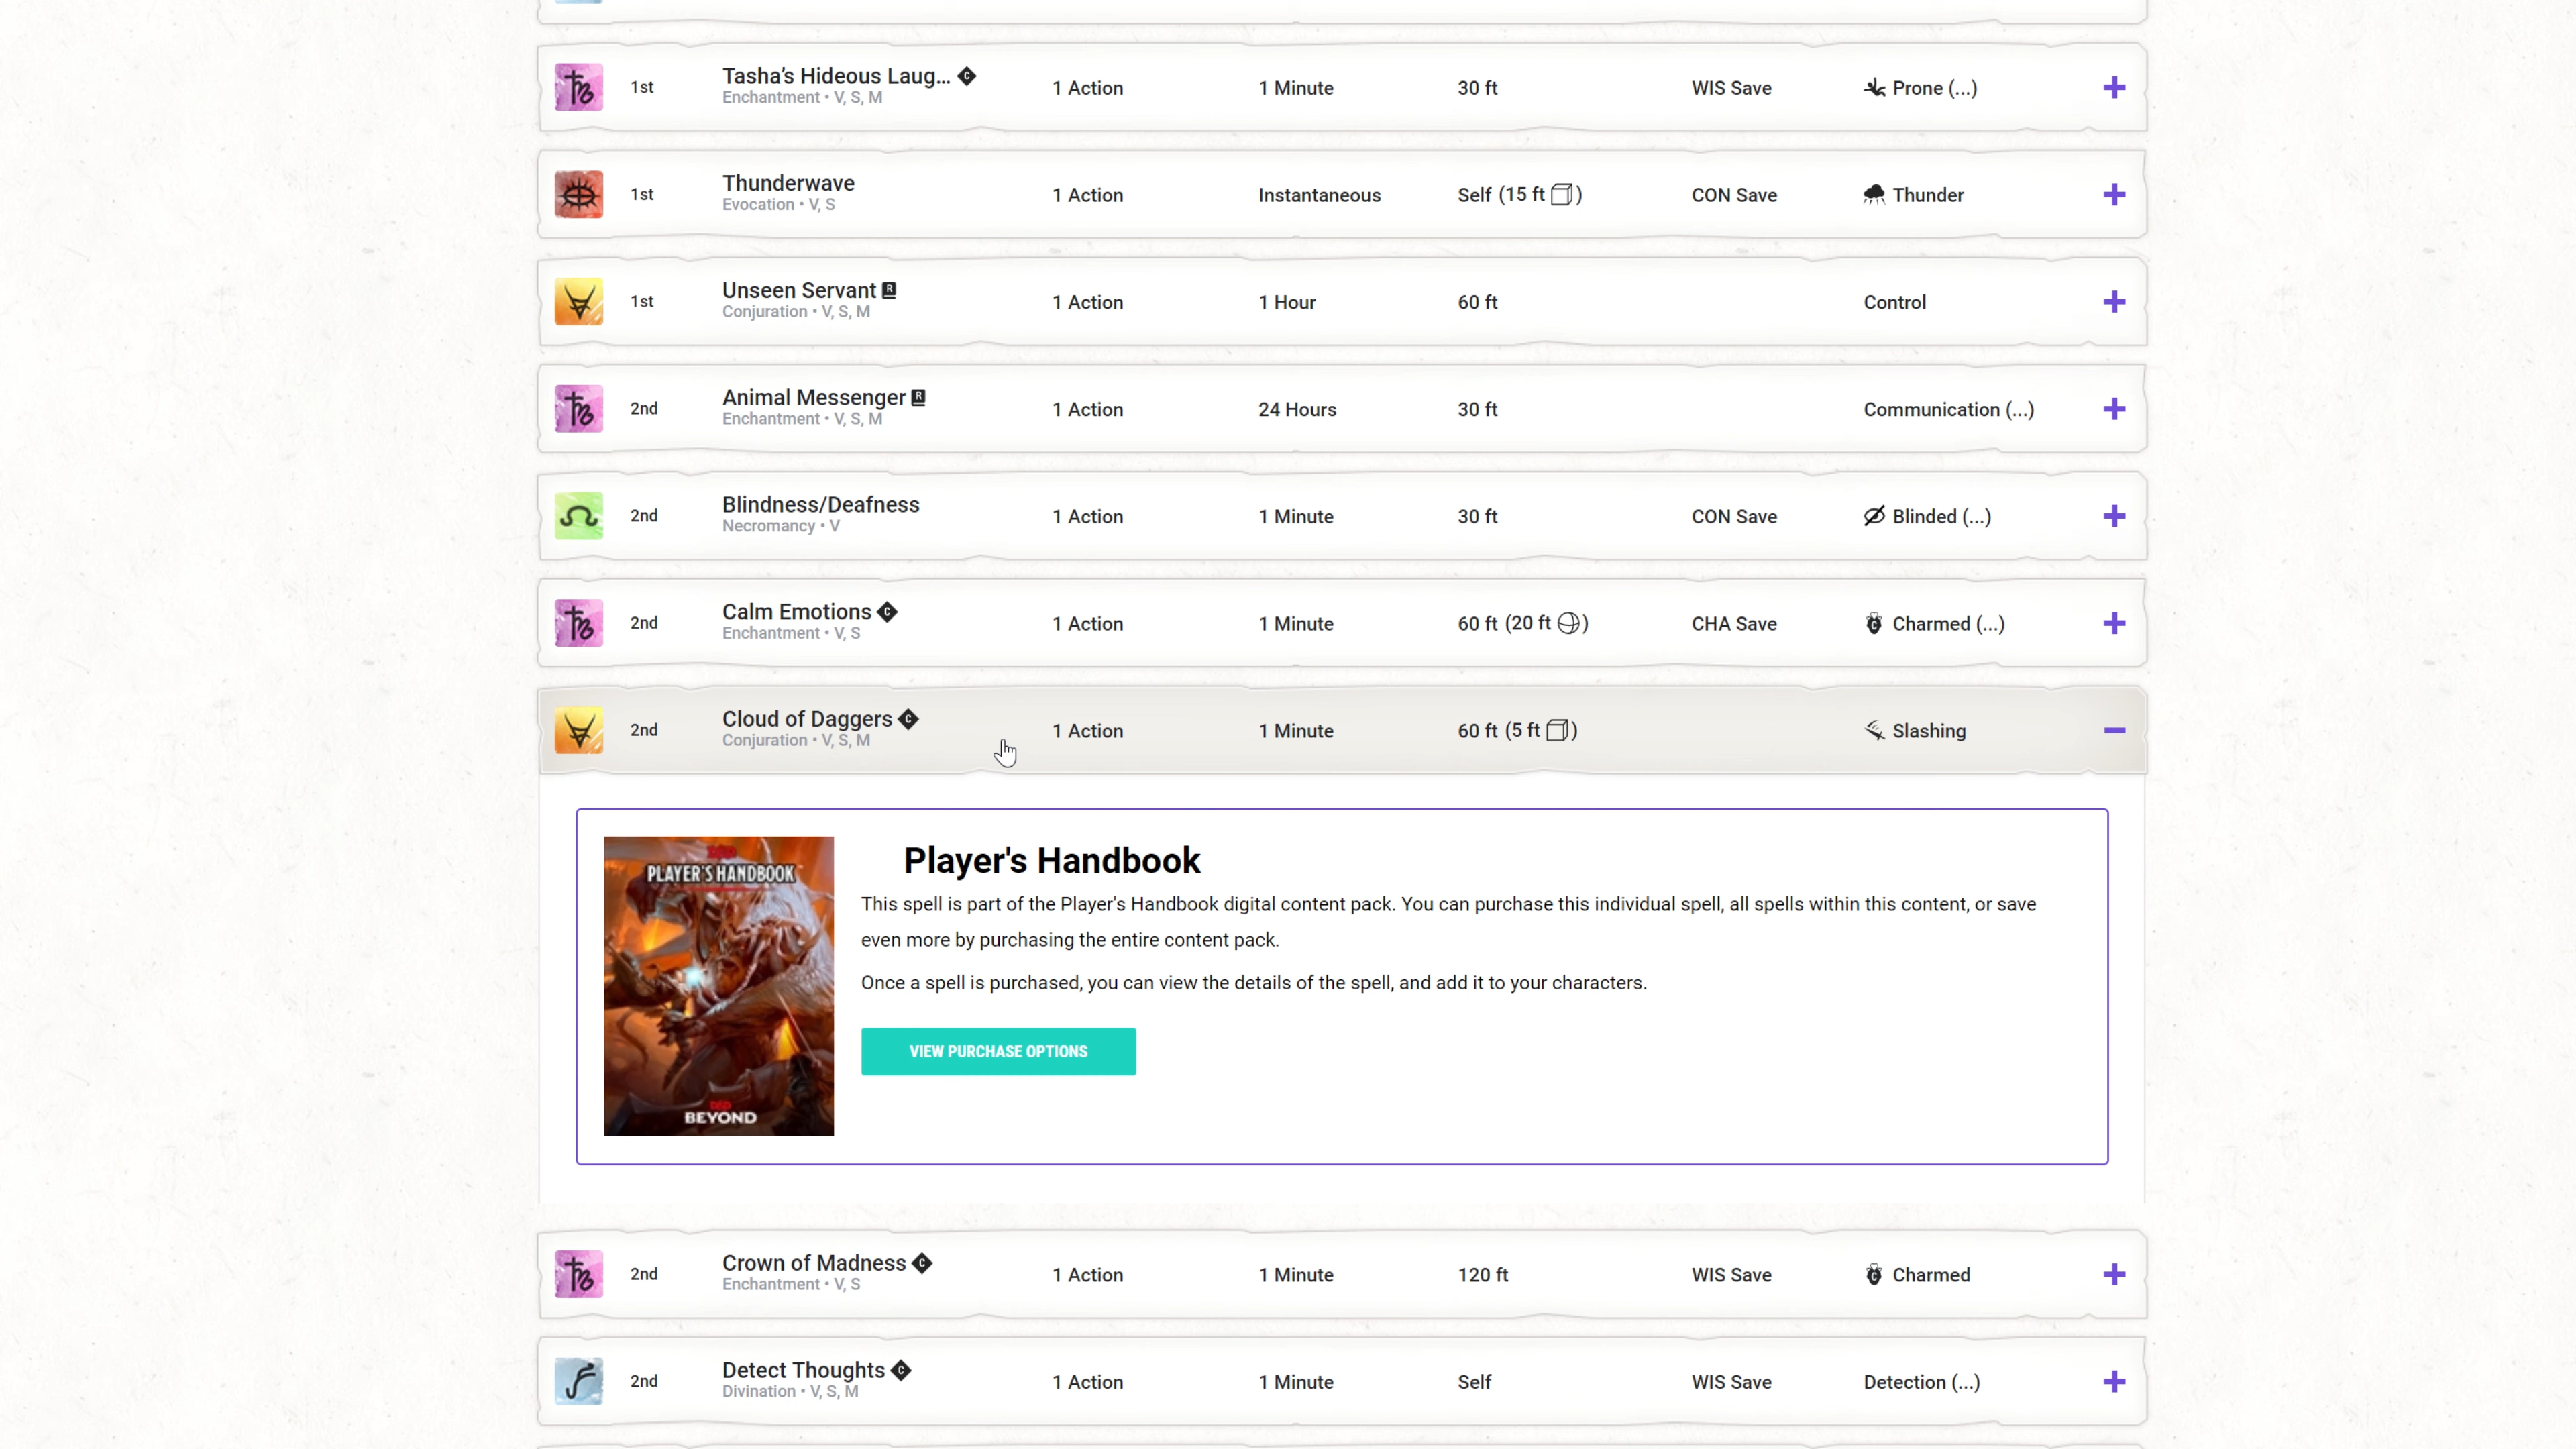 1st
Tasha’s Hideous Laug...
Enchantment • V, S, M
1 Action
1 Minute
30 ft
WIS Save
Prone (...)
1st
Thunderwave
Evocation • V, S
1 Action
Instantaneous
Self (15 ft )
CON Save
Thunder
1st
Unseen Servant R
Conjuration • V, S, M
1 Action
1 Hour
60 ft
Control
2nd
Animal Messenger R
Enchantment • V, S, M
1 Action
24 Hours
30 ft
Communication (...)
2nd
Blindness/Deafness
Necromancy • V
1 Action
1 Minute
30 ft
CON Save
Blinded (...)
2nd
Calm Emotions C
Enchantment • V, S
1 Action
1 Minute
60 ft (20 ft )
CHA Save
Charmed (...)
2nd
Cloud of Daggers C
Conjuration • V, S, M
1 Action
1 Minute
60 ft (5 ft )
Slashing
D&D
PLAYER'S HANDBOOK
D&D
BEYOND
Player's Handbook
This spell is part of the Player's Handbook digital content pack. You can purchase this individual spell, all spells within this content, or save
even more by purchasing the entire content pack.
Once a spell is purchased, you can view the details of the spell, and add it to your characters.
VIEW PURCHASE OPTIONS
2nd
Crown of Madness C
Enchantment • V, S
1 Action
1 Minute
120 ft
WIS Save
Charmed
2nd
Detect Thoughts C
Divination • V, S, M
1 Action
1 Minute
Self
WIS Save
Detection (...)